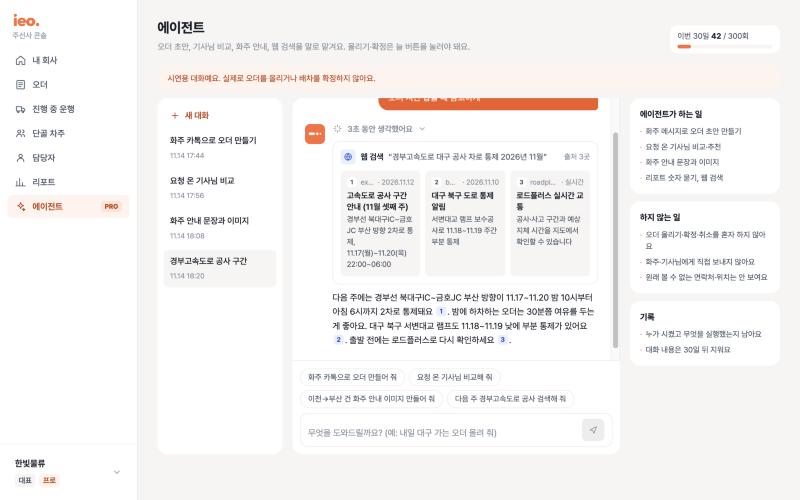 ieo.
주선사 콘솔
내 회사
오더
진행 중 운행
단골 차주
담당자
리포트
에이전트 PRO
한빛물류
대표 프로
에이전트
오더 초안, 기사님 비교, 화주 안내, 웹 검색을 말로 맡겨요. 올리기·확정은 늘 버튼을 눌러야 돼요.
이번 30일 42 / 300회
시연용 대화예요. 실제로 오더를 올리거나 배차를 확정하지 않아요.
+ 새 대화
화주 카톡으로 오더 만들기
11.14 17:44
요청 온 기사님 비교
11.14 17:56
화주 안내 문장과 이미지
11.14 18:08
경부고속도로 공사 구간
11.14 18:20
3초 동안 생각했어요
웹 검색 "경부고속도로 대구 공사 차로 통제 2026년 11월" 출처 3곳
1 ex... · 2026.11.12
고속도로 공사 구간
안내 (11월 셋째 주)
경부선 북대구IC~금호
JC 부산 방향 2차로 통
제,
11.17(월)~11.20(목)
22:00~06:00
2 b... · 2026.11.10
대구 북구 도로 통제
알림
서변대교 램프 보수공
사로 11.18~11.19 주간
부분 통제
3 roadpl... · 실시간
로드플러스 실시간 교
통
공사·사고 구간과 예상
지체 시간을 지도에서
확인할 수 있습니다
다음 주에는 경부선 북대구IC~금호JC 부산 방향이 11.17~11.20 밤 10시부터
아침 6시까지 2차로 통제돼요 1 . 밤에 하차하는 오더는 30분쯤 여유를 두는
게 좋아요. 대구 북구 서변대교 램프도 11.18~11.19 낮에 부분 통제가 있어요
2 . 출발 전에는 로드플러스로 다시 확인하세요 3 .
화주 카톡으로 오더 만들어 줘
요청 온 기사님 비교해 줘
이천→부산 건 화주 안내 이미지 만들어 줘
다음 주 경부고속도로 공사 검색해 줘
무엇을 도와드릴까요? (예: 내일 대구 가는 오더 올려 줘)
에이전트가 하는 일
· 화주 메시지로 오더 초안 만들기
· 요청 온 기사님 비교·추천
· 화주 안내 문장과 이미지
· 리포트 숫자 묻기, 웹 검색
하지 않는 일
· 오더 올리기·확정·취소를 혼자 하지 않아
요
· 화주·기사님에게 직접 보내지 않아요
· 원래 볼 수 없는 연락처·위치는 안 보여요
기록
· 누가 시켰고 무엇을 실행했는지 남아요
· 대화 내용은 30일 뒤 지워요